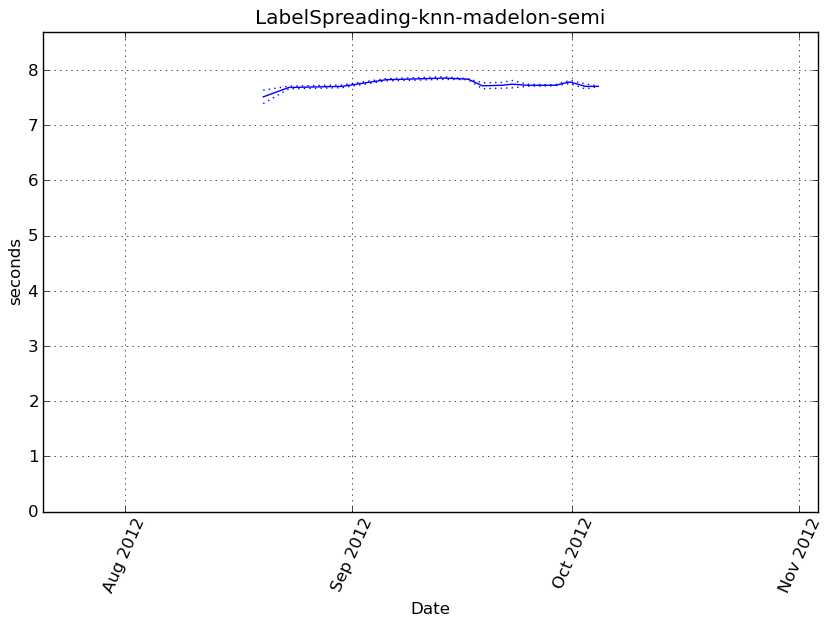 LabelSpreading-knn-madelon-semi
8
7
6
5
4
3
2
1
0
seconds
Aug 2012
Sep 2012
Oct 2012
Nov 2012
Date